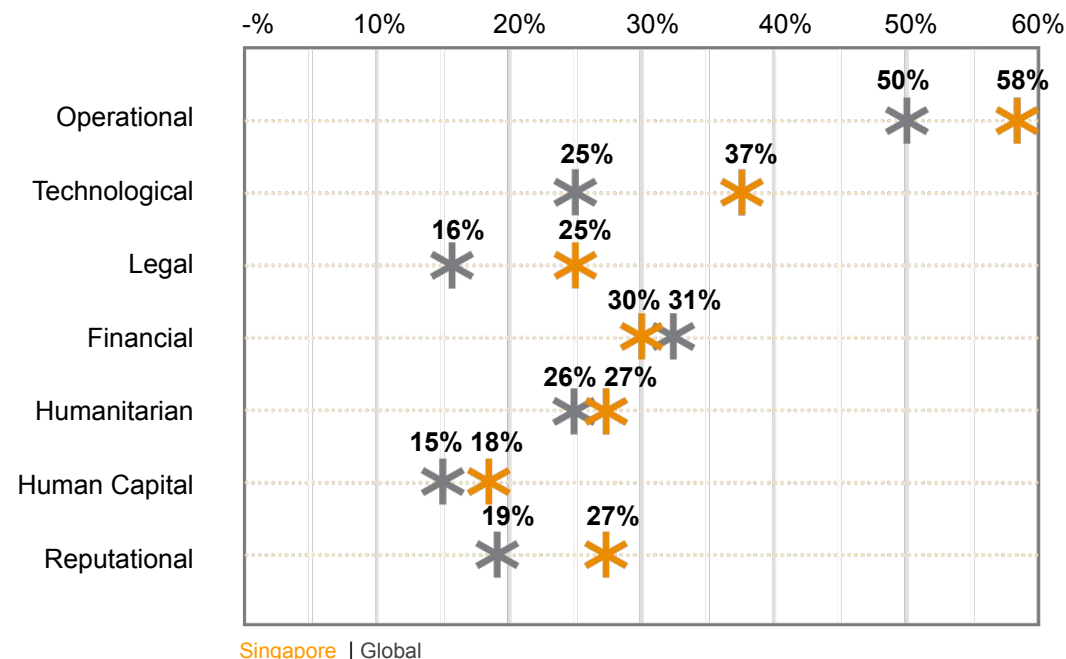 -% 10% 20% 30% 40% 50% 60%
50% 58%
Operational
25% 37%
Technological
16% 25%
Legal
30% 31%
Financial
26% 27%
Humanitarian
15% 18%
Human Capital
19% 27%
Reputational
Singapore | Global